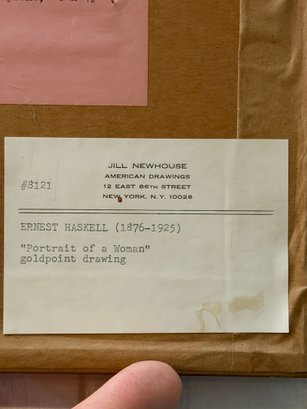 JILL NEWHOUSE
AMERICAN DRAWINGS
#8121
12 EAST 86TH STREET
NEW YORK, N.Y. 10028
ERNEST HASKELL (1876-1925)
"Portrait of a Woman"
goldpoint drawing